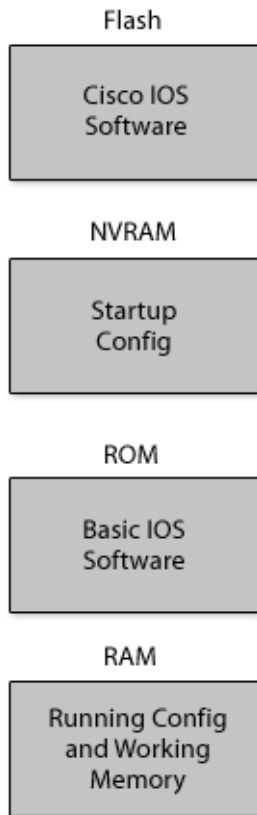 Flash
Cisco IOS
Software
NVRAM
Startup
Config
ROM
Basic IOS
Software
RAM
Running Config
and Working
Memory